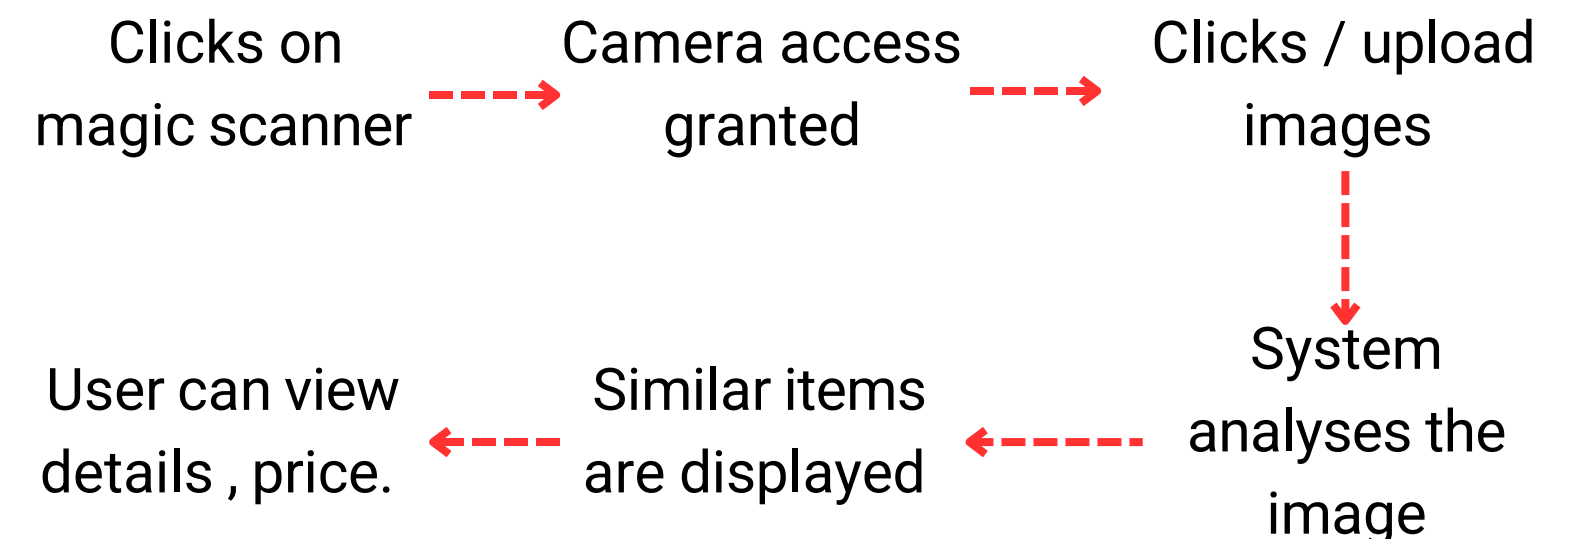 Clicks on
magic scanner
Camera access
granted
Clicks / upload
images
System
analyses the
image
Similar items
are displayed
User can view
details , price.